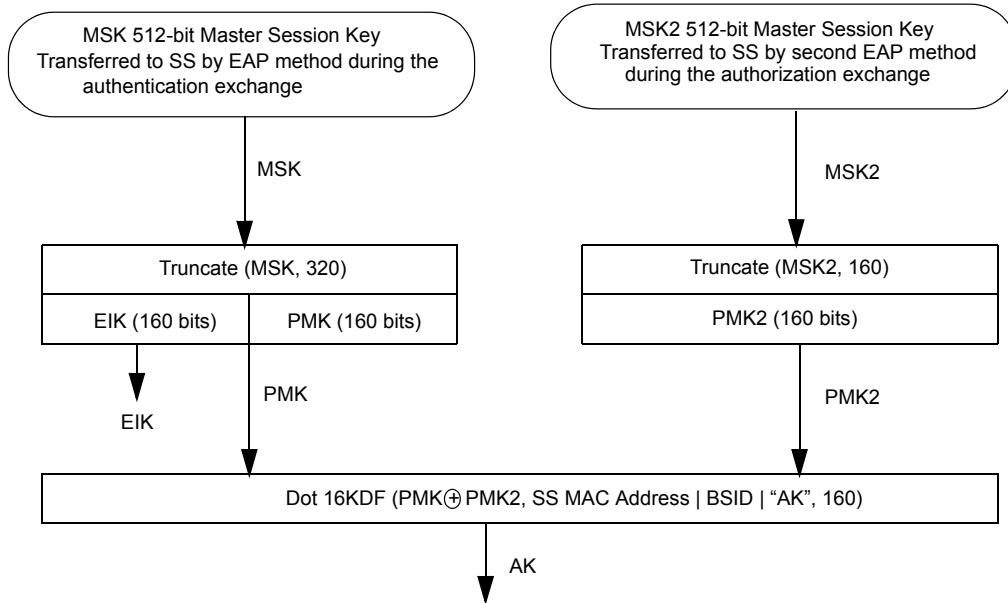 MSK 512-bit Master Session Key
Transferred to SS by EAP method during the
authentication exchange
MSK2 512-bit Master Session Key
Transferred to SS by second EAP method
during the authorization exchange
MSK
MSK2
Truncate (MSK, 320)
EIK (160 bits)
PMK (160 bits)
Truncate (MSK2, 160)
PMK2 (160 bits)
EIK
PMK
PMK2
Dot 16KDF (PMK⊕PMK2, SS MAC Address | BSID | “AK”, 160)
AK